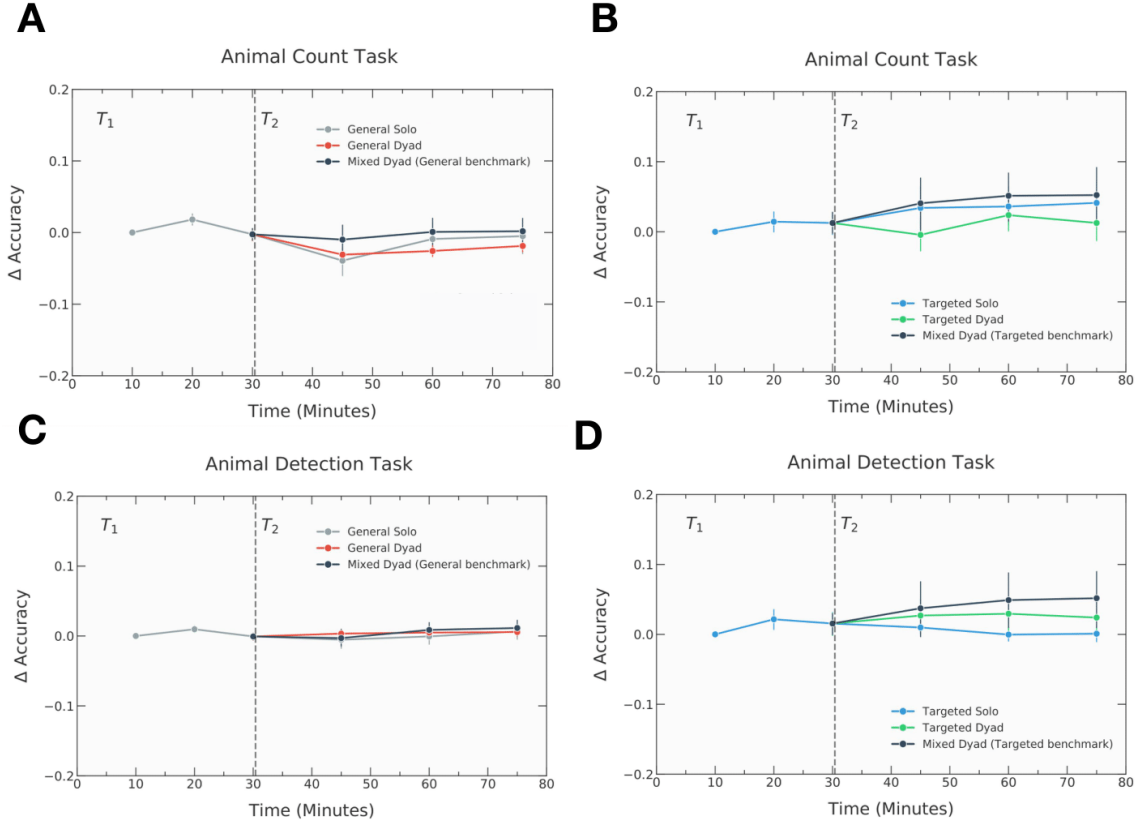 A
Animal Count Task
0.2
0.1
0.0
−0.1
−0.2
Δ Accuracy
T1
T2
General Solo
General Dyad
Mixed Dyad (General benchmark)
0 10 20 30 40 50 60 70 80
Time (Minutes)
B
Animal Count Task
0.2
0.1
0.0
−0.1
−0.2
Δ Accuracy
T1
T2
Targeted Solo
Targeted Dyad
Mixed Dyad (Targeted benchmark)
0 10 20 30 40 50 60 70 80
Time (Minutes)
C
Animal Detection Task
0.2
0.1
0.0
−0.1
−0.2
Δ Accuracy
T1
T2
General Solo
General Dyad
Mixed Dyad (General benchmark)
0 10 20 30 40 50 60 70 80
Time (Minutes)
D
Animal Detection Task
0.2
0.1
0.0
−0.1
−0.2
Δ Accuracy
T1
T2
Targeted Solo
Targeted Dyad
Mixed Dyad (Targeted benchmark)
0 10 20 30 40 50 60 70 80
Time (Minutes)